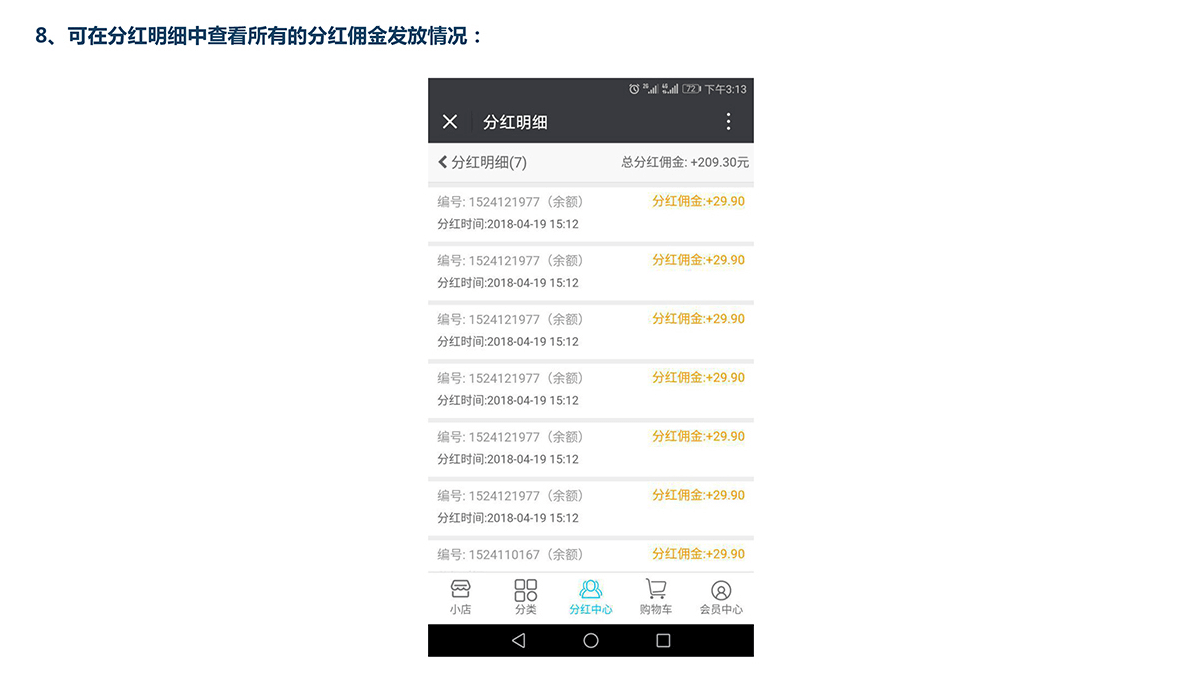 8、可在分红明细中查看所有的分红佣金发放情况：
2G 4G 72 下午3:13
分红明细
分红明细(7) 总分红佣金: +209.30元
编号: 1524121977（余额） 分红佣金:+29.90
分红时间:2018-04-19 15:12
编号: 1524121977（余额） 分红佣金:+29.90
分红时间:2018-04-19 15:12
编号: 1524121977（余额） 分红佣金:+29.90
分红时间:2018-04-19 15:12
编号: 1524121977（余额） 分红佣金:+29.90
分红时间:2018-04-19 15:12
编号: 1524121977（余额） 分红佣金:+29.90
分红时间:2018-04-19 15:12
编号: 1524121977（余额） 分红佣金:+29.90
分红时间:2018-04-19 15:12
编号: 1524110167（余额） 分红佣金:+29.90
小店 分类 分红中心 购物车 会员中心